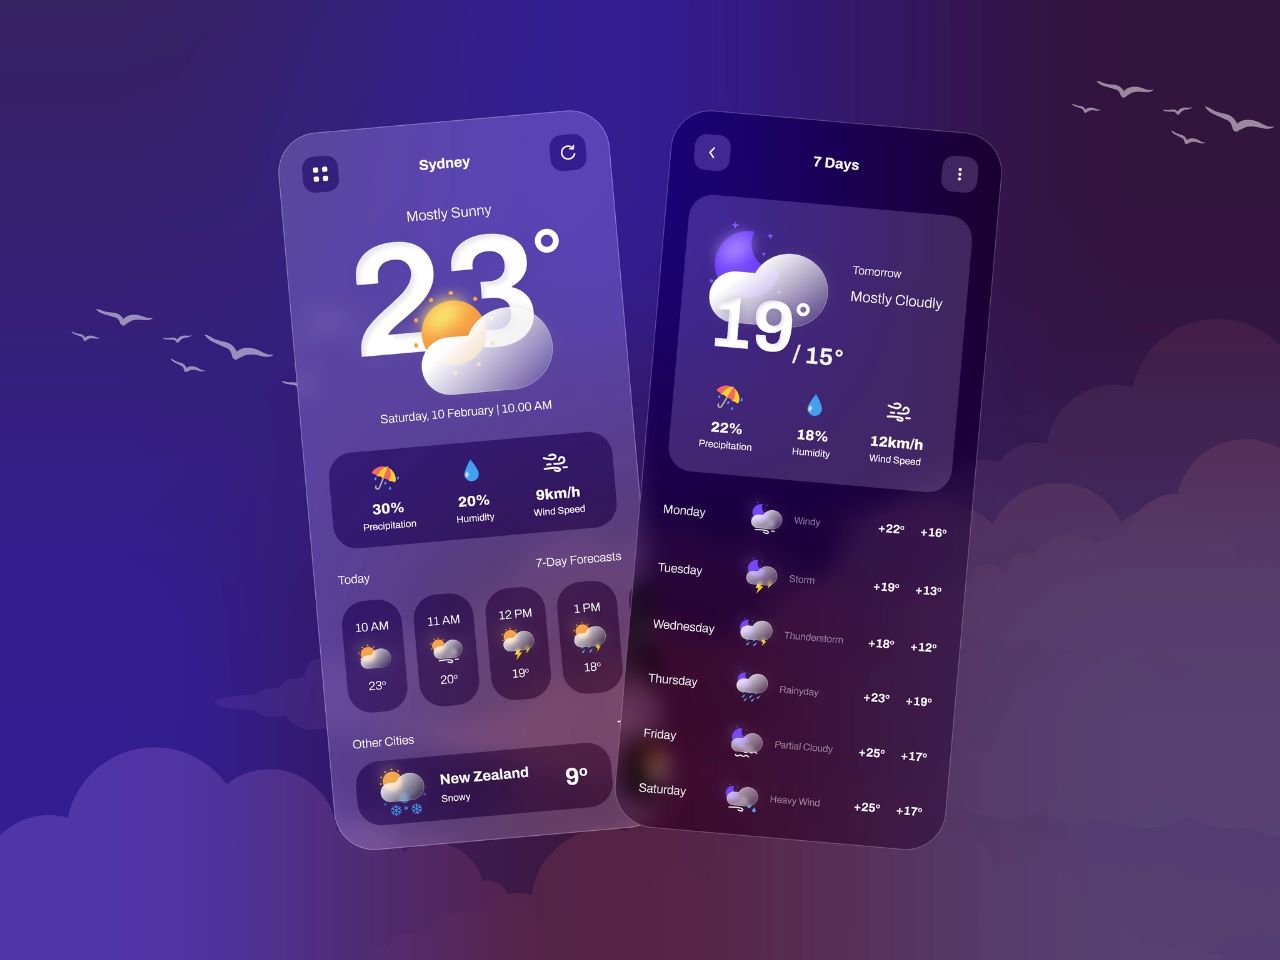 Sydney
Mostly Sunny
23°
Saturday, 10 February | 10.00 AM
30%
Precipitation
20%
Humidity
9km/h
Wind Speed
Today
7-Day Forecasts
10 AM
23°
11 AM
20°
12 PM
19°
1 PM
18°
Other Cities
New Zealand
Snowy
9°
7 Days
Tomorrow
Mostly Cloudy
19°/ 15°
22%
Precipitation
18%
Humidity
12km/h
Wind Speed
Monday Windy +22° +16°
Tuesday Storm +19° +13°
Wednesday Thunderstorm +18° +12°
Thursday Rainyday +23° +19°
Friday Partial Cloudy +25° +17°
Saturday Heavy Wind +25° +17°